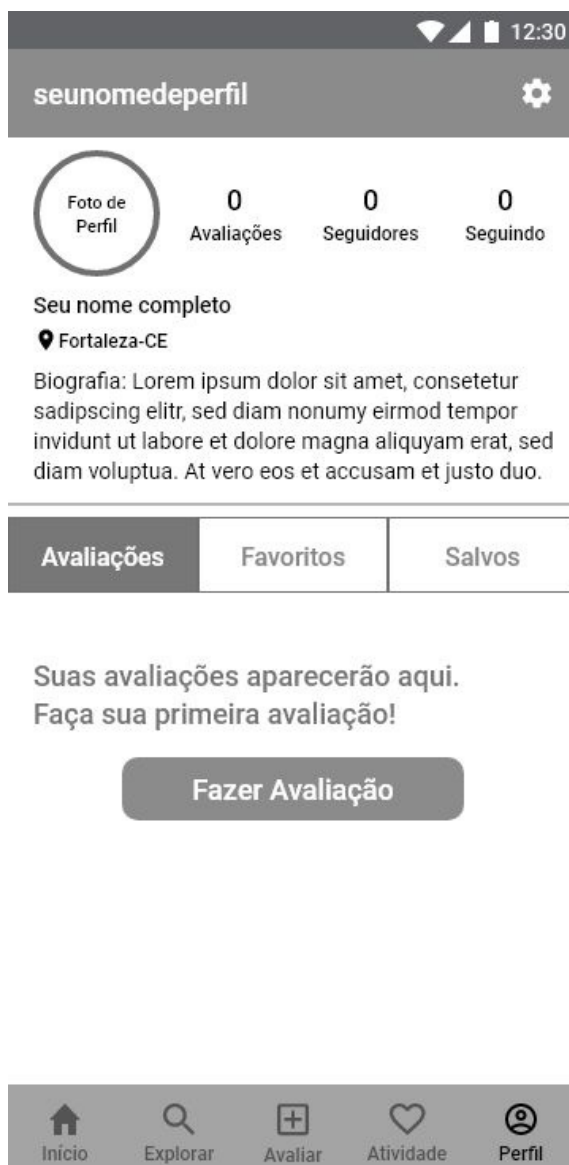 12:30
seunomedeperfil
Foto de
Perfil
0
Avaliações
0
Seguidores
0
Seguindo
Seu nome completo
Fortaleza-CE
Biografia: Lorem ipsum dolor sit amet, consetetur
sadipscing elitr, sed diam nonumy eirmod tempor
invidunt ut labore et dolore magna aliquyam erat, sed
diam voluptua. At vero eos et accusam et justo duo.
Avaliações
Favoritos
Salvos
Suas avaliações aparecerão aqui.
Faça sua primeira avaliação!
Fazer Avaliação
Início
Explorar
Avaliar
Atividade
Perfil